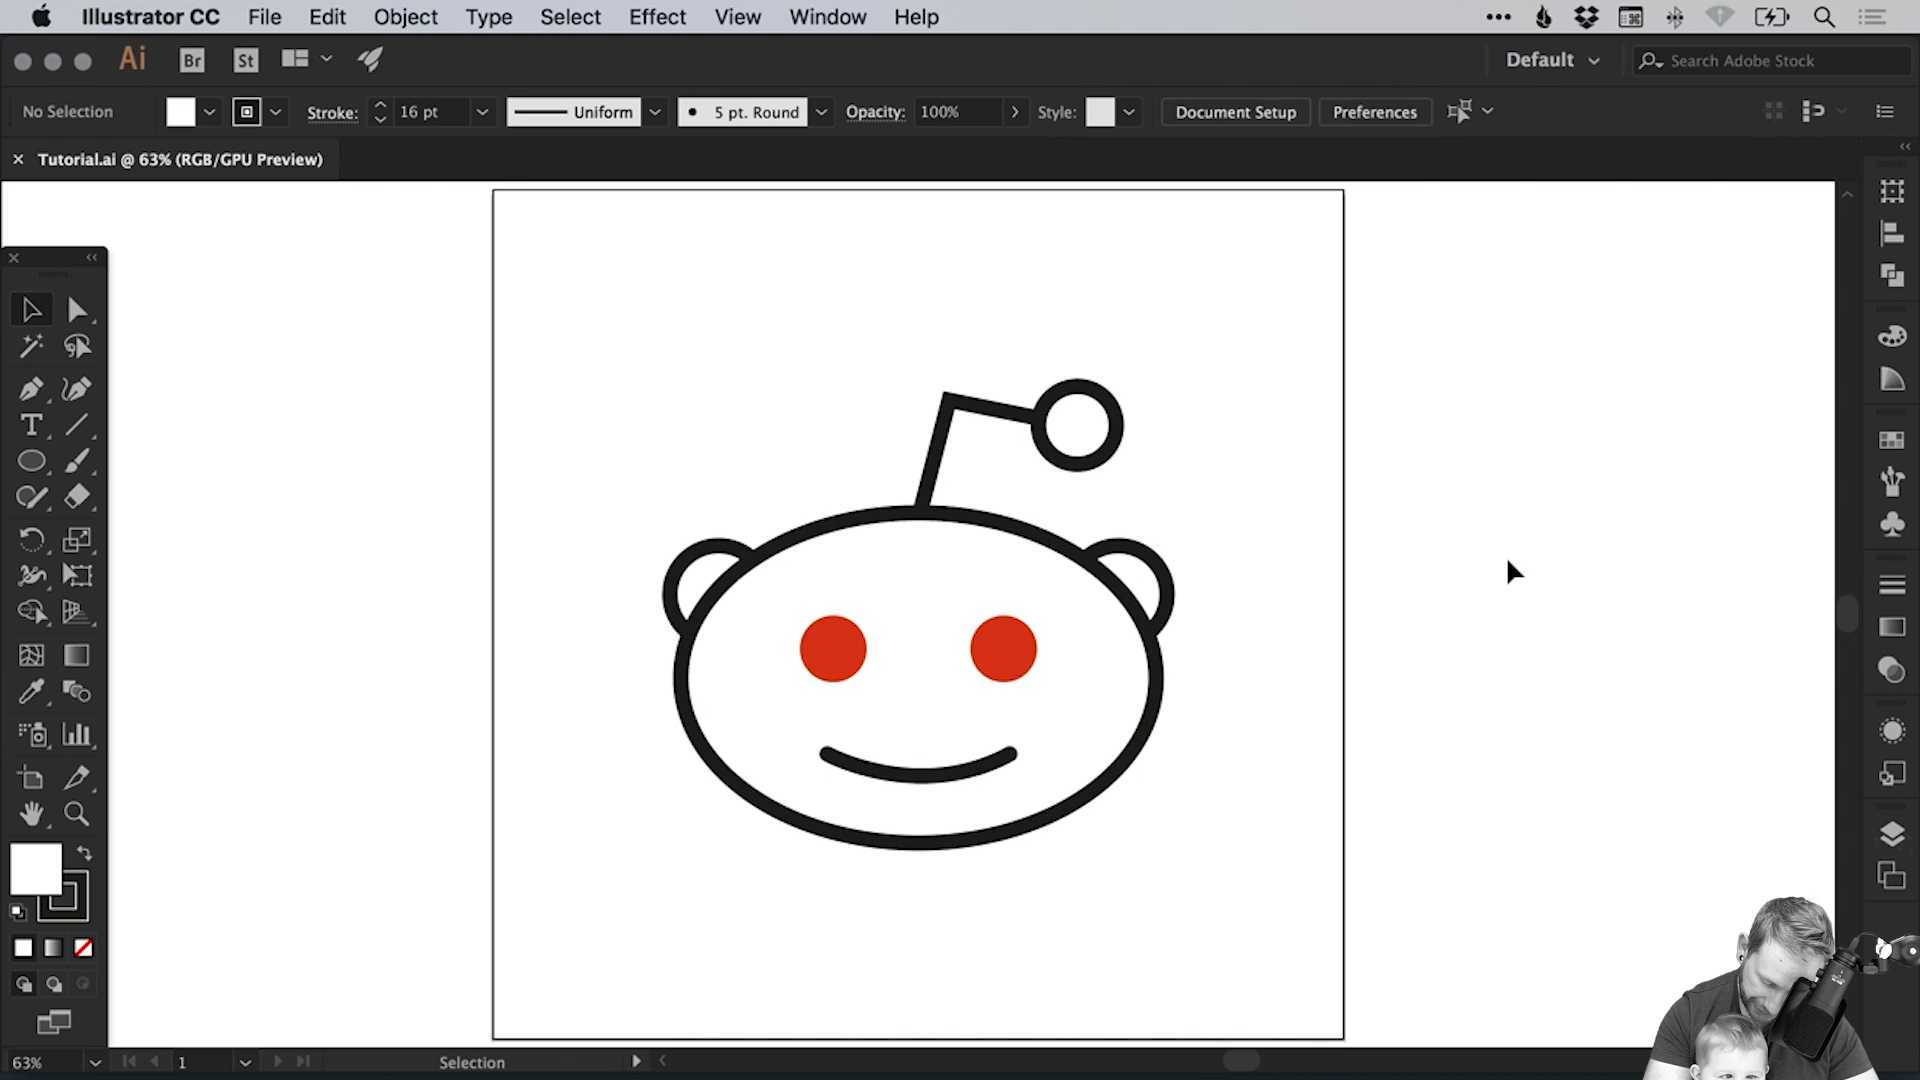 Illustrator CC File Edit Object Type Select Effect View Window Help
Ai Br St Default Search Adobe Stock
No Selection Stroke: 16 pt Uniform 5 pt. Round Opacity: 100% Style: Document Setup Preferences
Tutorial.ai @ 63% (RGB/GPU Preview)
T
63% 1 Selection